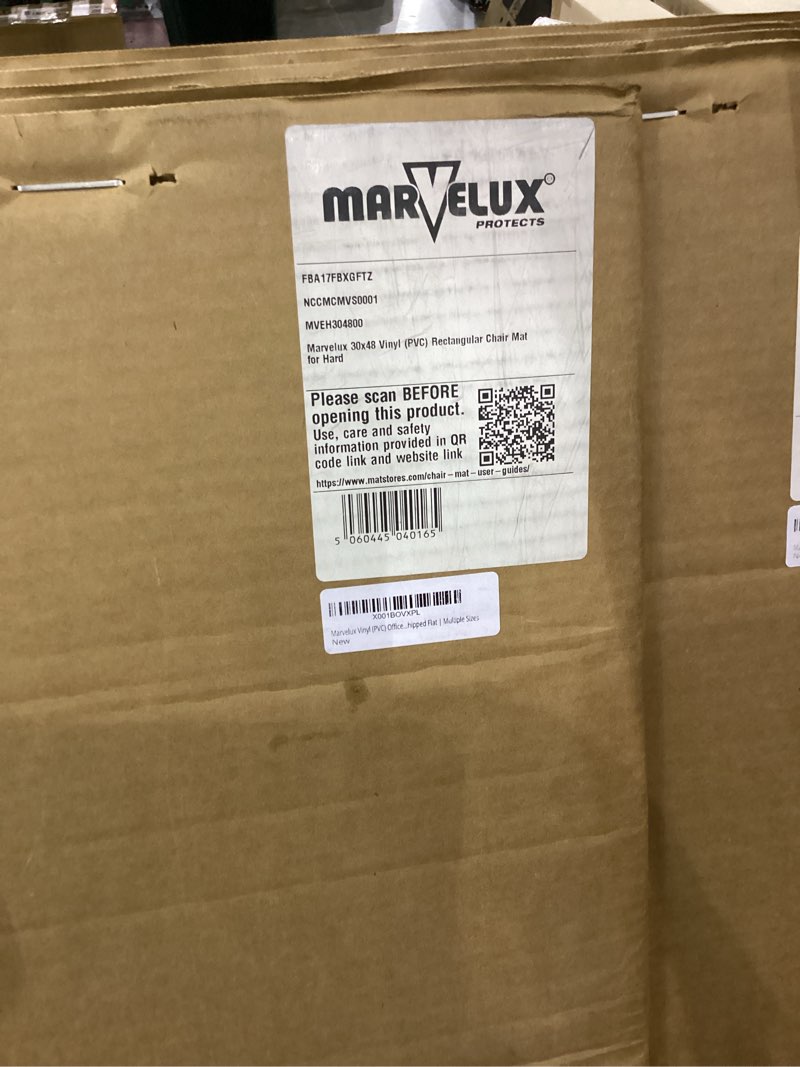 MARVELUX
PROTECTS
FBA17FBXGFTZ
NCCMCMVS0001
MVEH304800
Marvelux 30x48 Vinyl (PVC) Rectangular Chair Mat
for Hard
Please scan BEFORE
opening this product.
Use, care and safety
information provided in QR
code link and website link
https://www.matstores.com/chair-mat-user-guides/
5 060445 040165
X001BOVXPL
Marvelux Vinyl (PVC) Office...hipped Flat | Multiple Sizes
New